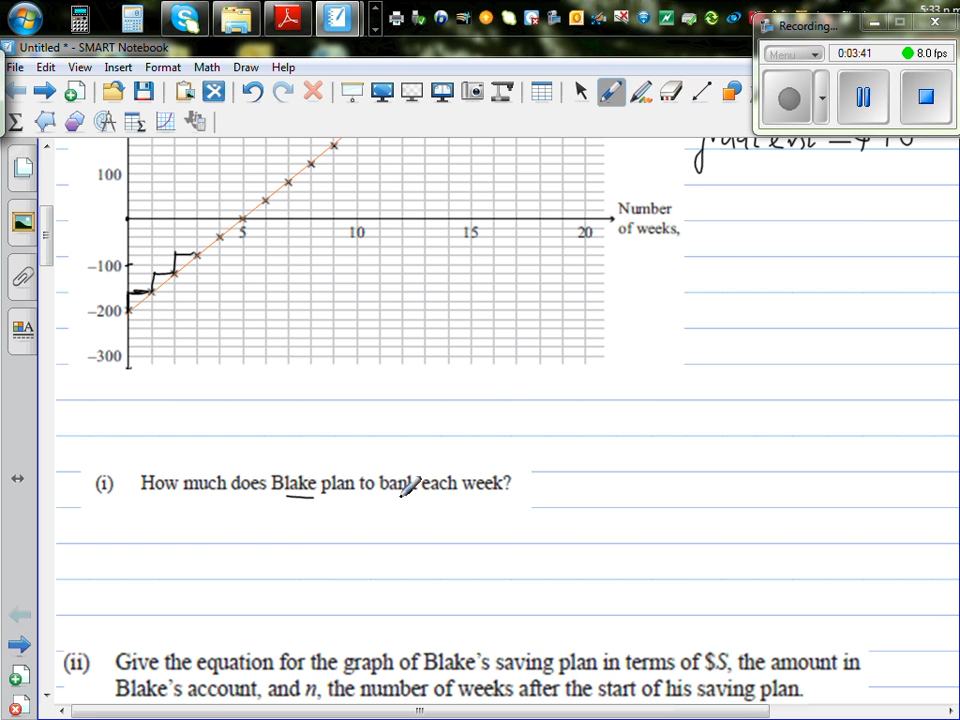 5:33 p.m
Recording...
Untitled * - SMART Notebook
Menu
0:03:41
8.0 fps
File Edit View Insert Format Math Draw Help
100
Number
of weeks,
5 10 15 20
−100
−200
−300
(i) How much does Blake plan to bank each week?
(ii) Give the equation for the graph of Blake's saving plan in terms of $S, the amount in
Blake's account, and n, the number of weeks after the start of his saving plan.